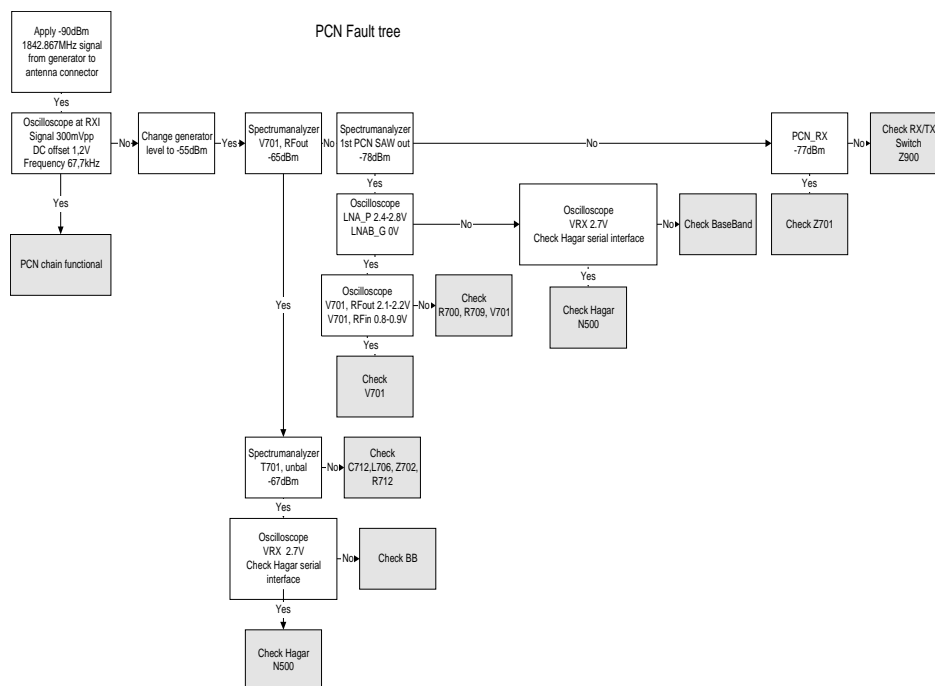 PCN Fault tree
Apply -90dBm
1842.867MHz signal
from generator to
antenna connector
Yes
Oscilloscope at RXI
Signal 300mVpp
DC offset 1,2V
Frequency 67,7kHz
No
Change generator
level to -55dBm
Yes
Spectrumanalyzer
V701, RFout
-65dBm
No
Spectrumanalyzer
1st PCN SAW out
-78dBm
No
PCN_RX
-77dBm
No
Check RX/TX
Switch
Z900
Yes
PCN chain functional
Yes
Oscilloscope
LNA_P 2.4-2.8V
LNAB_G 0V
No
Oscilloscope
VRX 2.7V
Check Hagar serial interface
No
Check BaseBand
Yes
Check Z701
Yes
Oscilloscope
V701, RFout 2.1-2.2V
V701, RFin 0.8-0.9V
No
Check
R700, R709, V701
Yes
Check Hagar
N500
Yes
Yes
Check
V701
Spectrumanalyzer
T701, unbal
-67dBm
No
Check
C712,L706, Z702,
R712
Yes
Oscilloscope
VRX 2.7V
Check Hagar serial
interface
No
Check BB
Yes
Check Hagar
N500